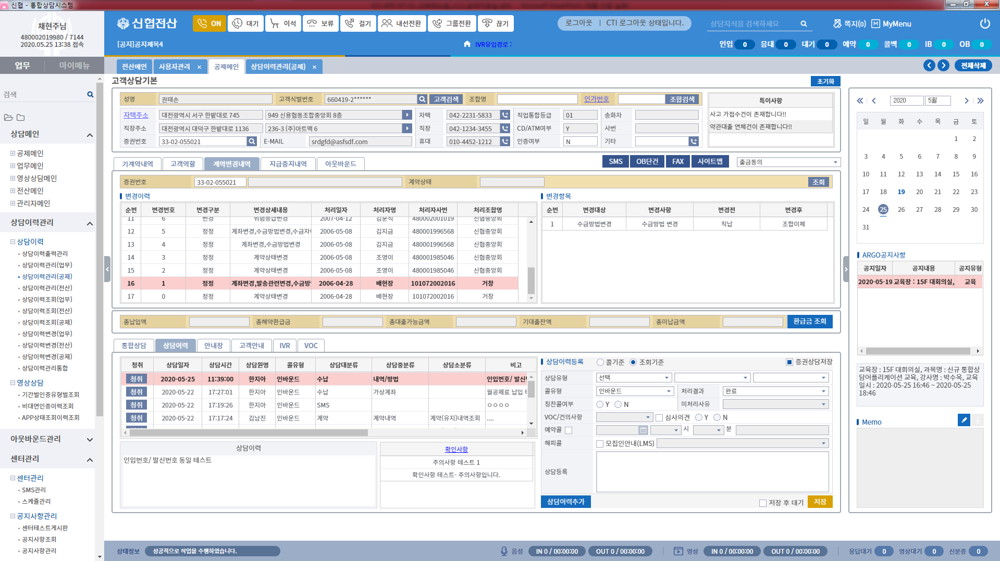 신협 - 통합상담시스템
채현주님
480002019980 / 7144
2020.05.25 13:38 접속
신협전산
ON 대기 이석 보류 걸기 내선전환 그룹전환 끊기
로그아웃 | CTI 로그아웃 상태입니다.
상담지식을 검색하세요
쪽지(0) M MyMenu
[공지]공지제목4
IVR유입경로 :
인입 0 응대 0 대기 0 예약 0 콜백 0 IB 0 OB 0
업무 마이메뉴
전산메인 사용자관리 × 공제메인 상담이력관리(공제) × 전체삭제
검색
상담메인
공제메인
업무메인
영상상담메인
전산메인
관리자메인
상담이력관리
상담이력
상담이력출력관리
상담이력관리(업무)
상담이력관리(공제)
상담이력관리(전산)
상담이력조회(업무)
상담이력조회(전산)
상담이력조회(공제)
상담이력변경(업무)
상담이력변경(전산)
상담이력변경(공제)
상담이력관리통합
영상상담
기간별인증유형별조회
비대면인증이력조회
APP상태조회이력조회
아웃바운드관리
센터관리
센터관리
SMS관리
스케쥴관리
공지사항관리
센터테스트게시판
공지사항조회
공지사항관리
고객상담기본 초기화
성명 권태손 고객식별번호 660419-2****** 고객검색 조합명 인가번호 조합검색
자택주소 대전광역시 서구 한밭대로 745 949 신용협동조합중앙회 8층 자택 042-2231-5833 직업통합등급 01 송화자
직장주소 대전광역시 대덕구 한밭대로 1136 236-3 (주)아트맥 6 직장 042-1234-3455 CD/ATM여부 Y 사번
증권번호 33-02-055021 E-MAIL srdgfd@asfsdf.com 휴대 010-4452-1212 인증여부 N 기타
특이사항
사고 가접수건이 존재합니다!!
약관대출 연체건이 존재합니다!!
기계약내역 고객역할 계약변경내역 지급중지내역 아웃바운드
SMS OB단건 FAX 사이트맵 출금동의
증권번호 33-02-055021 계약상태 조회
변경이력
순번 변경번호 변경구분 변경상세내용 처리일자 처리자명 처리자사번 처리조합명
11 6 변경 위험등급변경 2007-04-12 김윤식 480002001019 신협중앙회
12 5 정정 계좌변경,수금방법변경,수금자 2006-05-08 김지금 480001996568 신협중앙회
13 4 정정 계좌변경,수금방법변경 2006-05-08 김지금 480001996568 신협중앙회
14 3 정정 계약상태변경 2006-05-08 조영이 480001985046 신협중앙회
15 2 정정 계약상태변경 2006-05-08 조영이 480001985046 신협중앙회
16 1 정정 계좌변경,발송관련변경,수금방 2006-04-28 배현장 101072002016 거창
17 0 정정 계약상태변경 2006-04-28 배현장 101072002016 거창
변경항목
순번 변경대상 변경사항 변경전 변경후
1 수금방법변경 수금방법 변경 직납 조합이체
총납입액 총해약환급금 총대출가능금액 기대출잔액 총미납금액 환급금 조회
통합상담 상담이력 안내장 고객안내 IVR VOC
청취 상담일자 상담시간 상담원명 콜유형 상담대분류 상담중분류 상담소분류 비고
청취 2020-05-25 11:39:00 한지아 인바운드 수납 내역/방법 인입번호/ 발신
청취 2020-05-22 17:27:01 한지아 인바운드 수납 가상계좌 월공제료 납입
청취 2020-05-22 17:19:26 한지아 인바운드 SMS ㅇㅇㅇㅇ
청취 2020-05-22 17:17:24 김남진 인바운드 계약 계약내역 계약(유지)내역조회 ....
상담이력
인입번호/ 발신번호 동일 테스트
확인사항
주의사항 테스트 1
확인사항 테스트- 주의사항입니다.
상담이력등록 콜기준 조회기준 증권상담저장
상담유형 선택
콜유형 인바운드 처리결과 완료
칭찬콜여부 Y N 미처리사유
VOC/건의사항 심사의견 Y N
예약콜 시 분
해피콜 모집인안내(LMS)
상담등록
상담이력추가 저장 후 대기 저장
2020 5월
일 월 화 수 목 금 토
1 2
3 4 5 6 7 8 9
10 11 12 13 14 15 16
17 18 19 20 21 22 23
24 25 26 27 28 29 30
31
ARGO공지사항
공지일자 공지내용 공지유형
2020-05-19 교육장 : 15F 대회의실, 교육
교육장 : 15F 대회의실, 과목명 : 신규 통합상
담어플리케이션 교육, 강사명 : 박수옥, 교육
일시 : 2020-05-25 16:46 ~ 2020-05-25
18:46
Memo
상태정보 성공적으로 작업을 수행하였습니다.
음성 IN 0 / 00:00:00 OUT 0 / 00:00:00 영상 IN 0 / 00:00:00 OUT 0 / 00:00:00 응답대기 0 영상대기 0 신분증 0